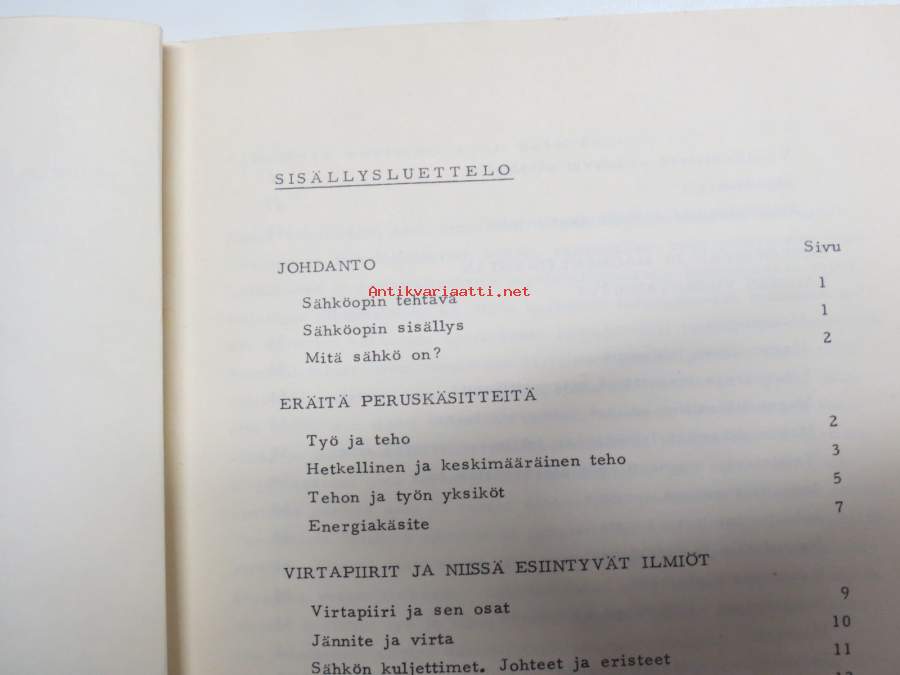 SISÄLLYSLUETTELO
Sivu
JOHDANTO
Antikvariaatti.net
Sähköopin tehtävä 1
Sähköopin sisällys 1
Mitä sähkö on? 2
ERÄITÄ PERUSKÄSITTEITÄ
Työ ja teho 2
Hetkellinen ja keskimääräinen teho 3
Tehon ja työn yksiköt 5
Energiakäsite 7
VIRTAPIIRIT JA NIISSÄ ESIINTYVÄT ILMIÖT
Virtapiiri ja sen osat 9
Jännite ja virta 10
Sähkön kuljettimet. Johteet ja eristeet 11